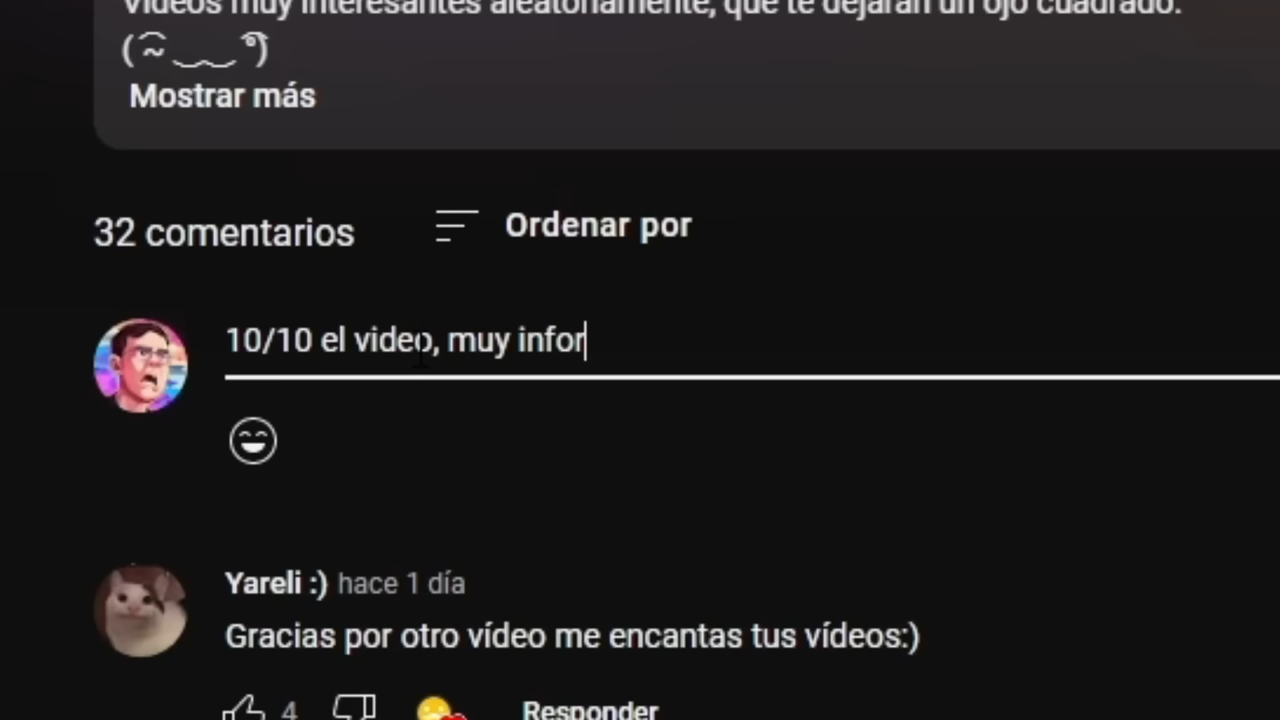 Videos muy interesantes aleatoriamente, que te dejarán un ojo cuadrado.
( ͡~ ‿‿ ͡°)
Mostrar más
32 comentarios
Ordenar por
10/10 el video, muy infor
Yareli :) hace 1 día
Gracias por otro vídeo me encantas tus vídeos:)
4
Responder